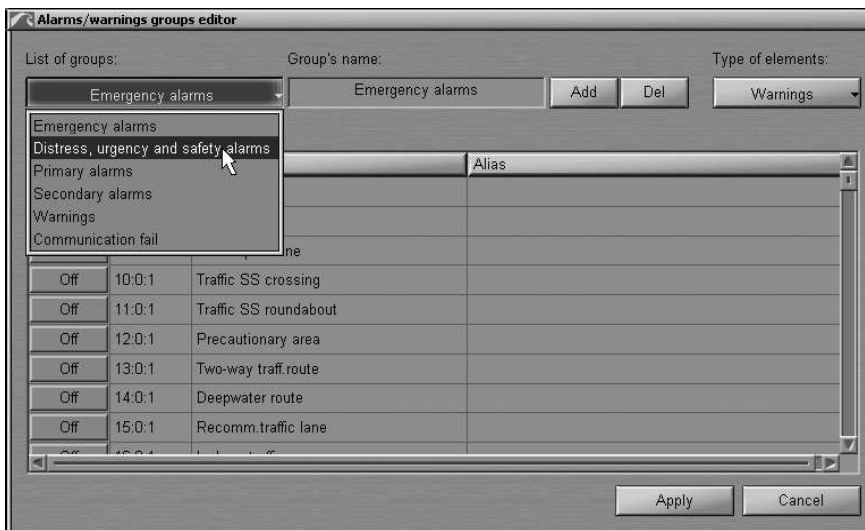 Alarms/warnings groups editor
List of groups: Group's name: Type of elements:
Emergency alarms Emergency alarms Add Del Warnings
Emergency alarms
Distress, urgency and safety alarms
Primary alarms
Secondary alarms
Warnings
Communication fail
Alias
Off 10:0:1 Traffic SS crossing
Off 11:0:1 Traffic SS roundabout
Off 12:0:1 Precautionary area
Off 13:0:1 Two-way traff.route
Off 14:0:1 Deepwater route
Off 15:0:1 Recomm.traffic lane
Apply Cancel